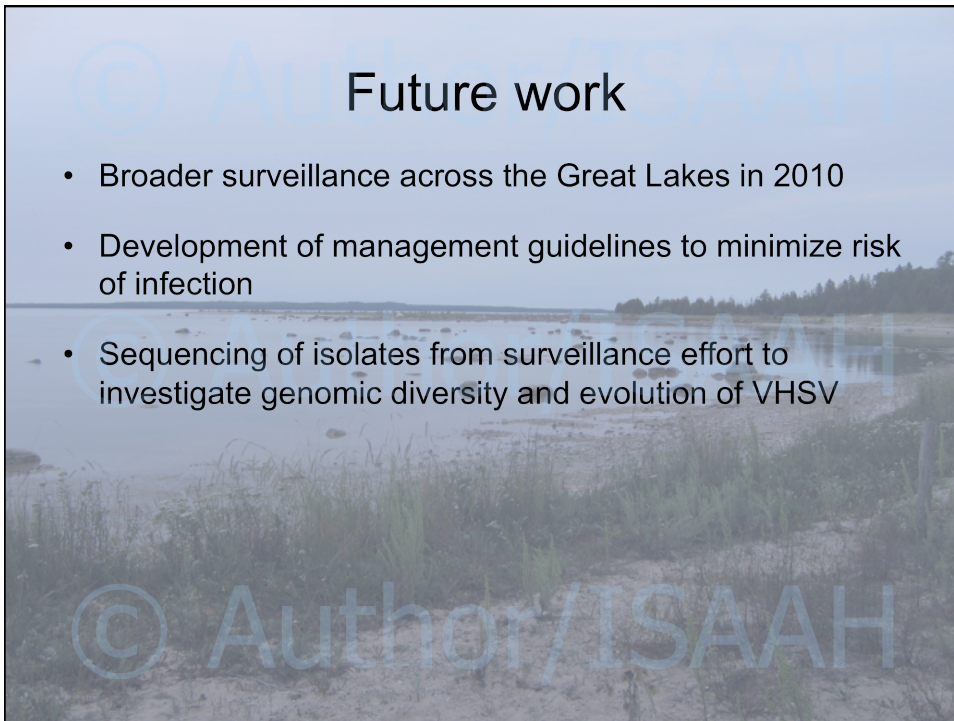 © Author/ISAAH
Future work
• Broader surveillance across the Great Lakes in 2010
• Development of management guidelines to minimize risk
of infection
© Author/ISAAH
• Sequencing of isolates from surveillance effort to
investigate genomic diversity and evolution of VHSV
© Author/ISAAH